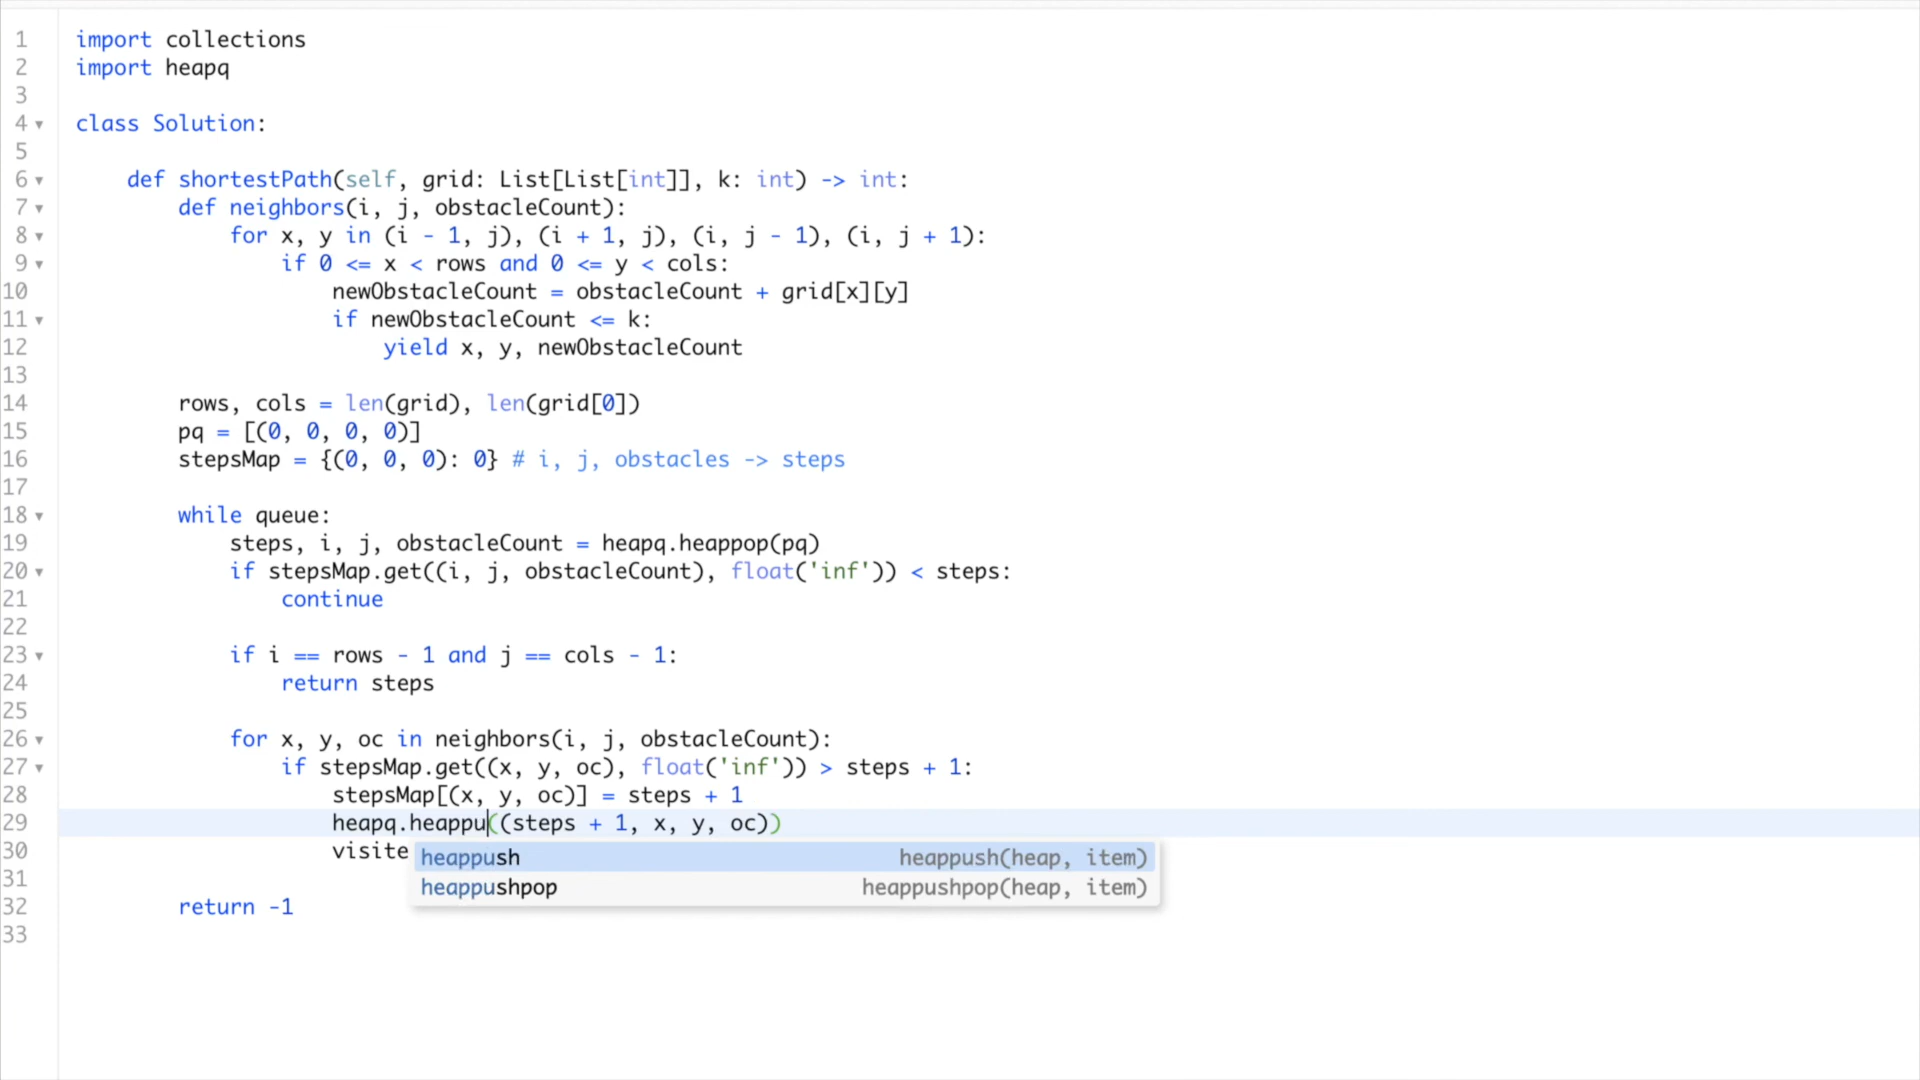 1 import collections
2 import heapq
3
4 class Solution:
5
6 def shortestPath(self, grid: List[List[int]], k: int) -> int:
7 def neighbors(i, j, obstacleCount):
8 for x, y in (i - 1, j), (i + 1, j), (i, j - 1), (i, j + 1):
9 if 0 <= x < rows and 0 <= y < cols:
10 newObstacleCount = obstacleCount + grid[x][y]
11 if newObstacleCount <= k:
12 yield x, y, newObstacleCount
13
14 rows, cols = len(grid), len(grid[0])
15 pq = [(0, 0, 0, 0)]
16 stepsMap = {(0, 0, 0): 0} # i, j, obstacles -> steps
17
18 while queue:
19 steps, i, j, obstacleCount = heapq.heappop(pq)
20 if stepsMap.get((i, j, obstacleCount), float('inf')) < steps:
21 continue
22
23 if i == rows - 1 and j == cols - 1:
24 return steps
25
26 for x, y, oc in neighbors(i, j, obstacleCount):
27 if stepsMap.get((x, y, oc), float('inf')) > steps + 1:
28 stepsMap[(x, y, oc)] = steps + 1
29 heapq.heappu((steps + 1, x, y, oc))
30 visite
heappush heappush(heap, item)
heappushpop heappushpop(heap, item)
31
32 return -1
33